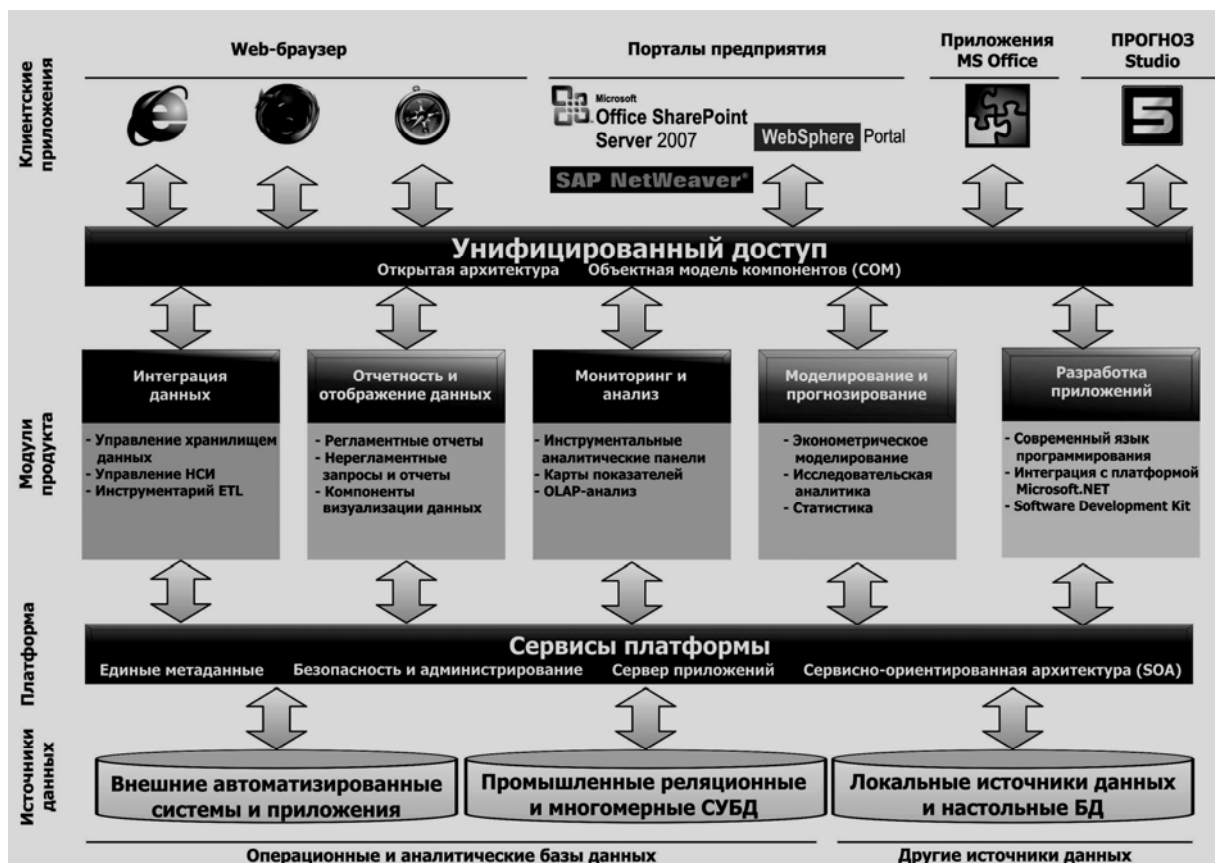 Клиентские
приложения
Web-браузер
Порталы предприятия
Приложения
MS Office
ПРОГНОЗ
Studio
Microsoft
Office SharePoint
Server 2007
WebSphere Portal
SAP NetWeaver®
S
Унифицированный доступ
Открытая архитектура Объектная модель компонентов (COM)
Модули
продукта
Интеграция
данных
- Управление хранилищем
данных
- Управление НСИ
- Инструментарий ETL
Отчетность и
отображение данных
- Регламентные отчеты
- Нерегламентные
запросы и отчеты
- Компоненты
визуализации данных
Мониторинг и
анализ
- Инструментальные
аналитические панели
- Карты показателей
- OLAP-анализ
Моделирование и
прогнозирование
- Эконометрическое
моделирование
- Исследовательская
аналитика
- Статистика
Разработка
приложений
- Современный язык
программирования
- Интеграция с платформой
Microsoft.NET
- Software Development Kit
Платформа
Сервисы платформы
Единые метаданные Безопасность и администрирование Сервер приложений Сервисно-ориентированная архитектура (SOA)
Источники
данных
Внешние автоматизированные
системы и приложения
Промышленные реляционные
и многомерные СУБД
Локальные источники данных
и настольные БД
Операционные и аналитические базы данных
Другие источники данных